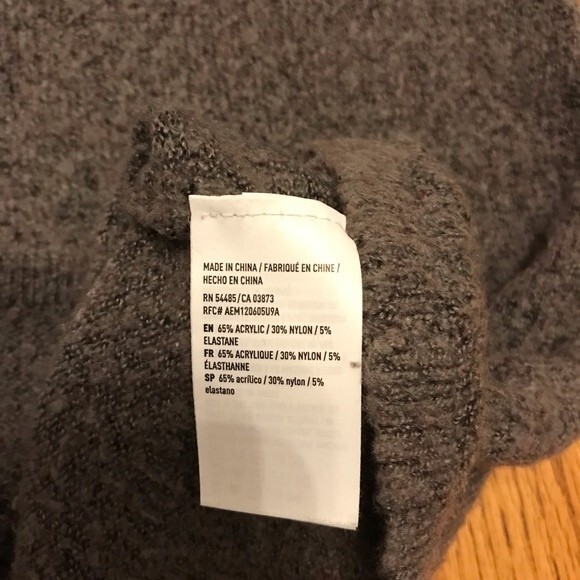 MADE IN CHINA / FABRIQUÉ EN CHINE /
HECHO EN CHINA
RN 54485/CA 03873
RFC# AEM120605U9A
EN 65% ACRYLIC / 30% NYLON / 5%
ELASTANE
FR 65% ACRYLIQUE / 30% NYLON / 5%
ÉLASTHANNE
SP 65% acrílico / 30% nylon / 5%
elastano